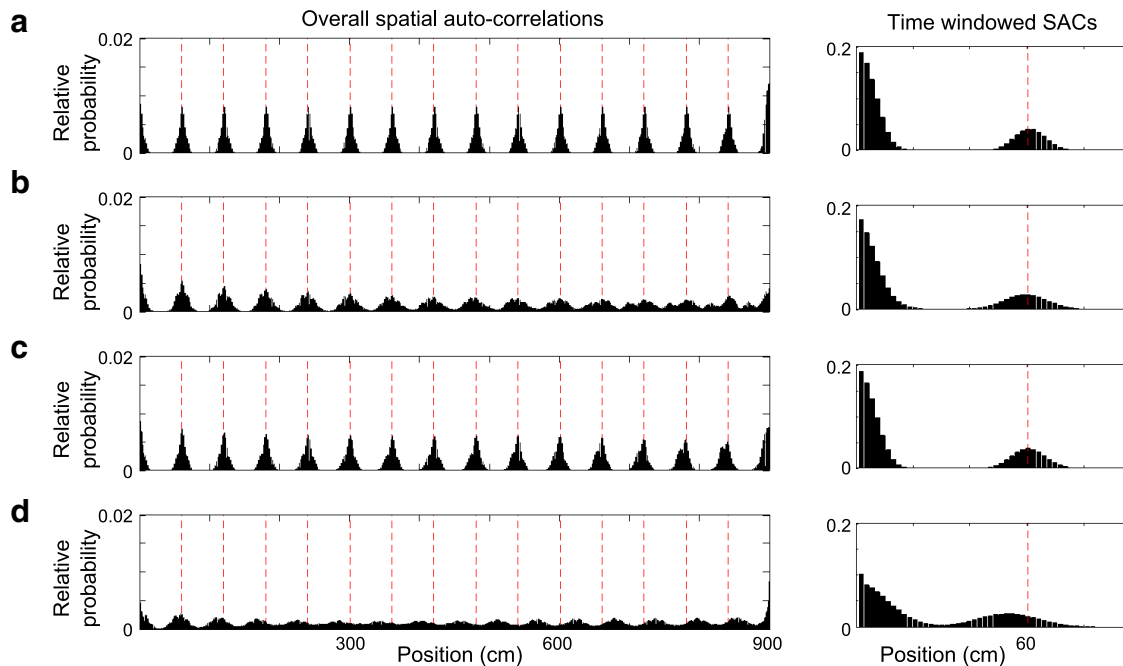 a
Overall spatial auto-correlations
Time windowed SACs
0.02
Relative
probability
0
0.2
0
b
0.02
Relative
probability
0
0.2
0
c
0.02
Relative
probability
0
0.2
0
d
0.02
Relative
probability
0
300
600
900
Position (cm)
0.2
0
60
Position (cm)